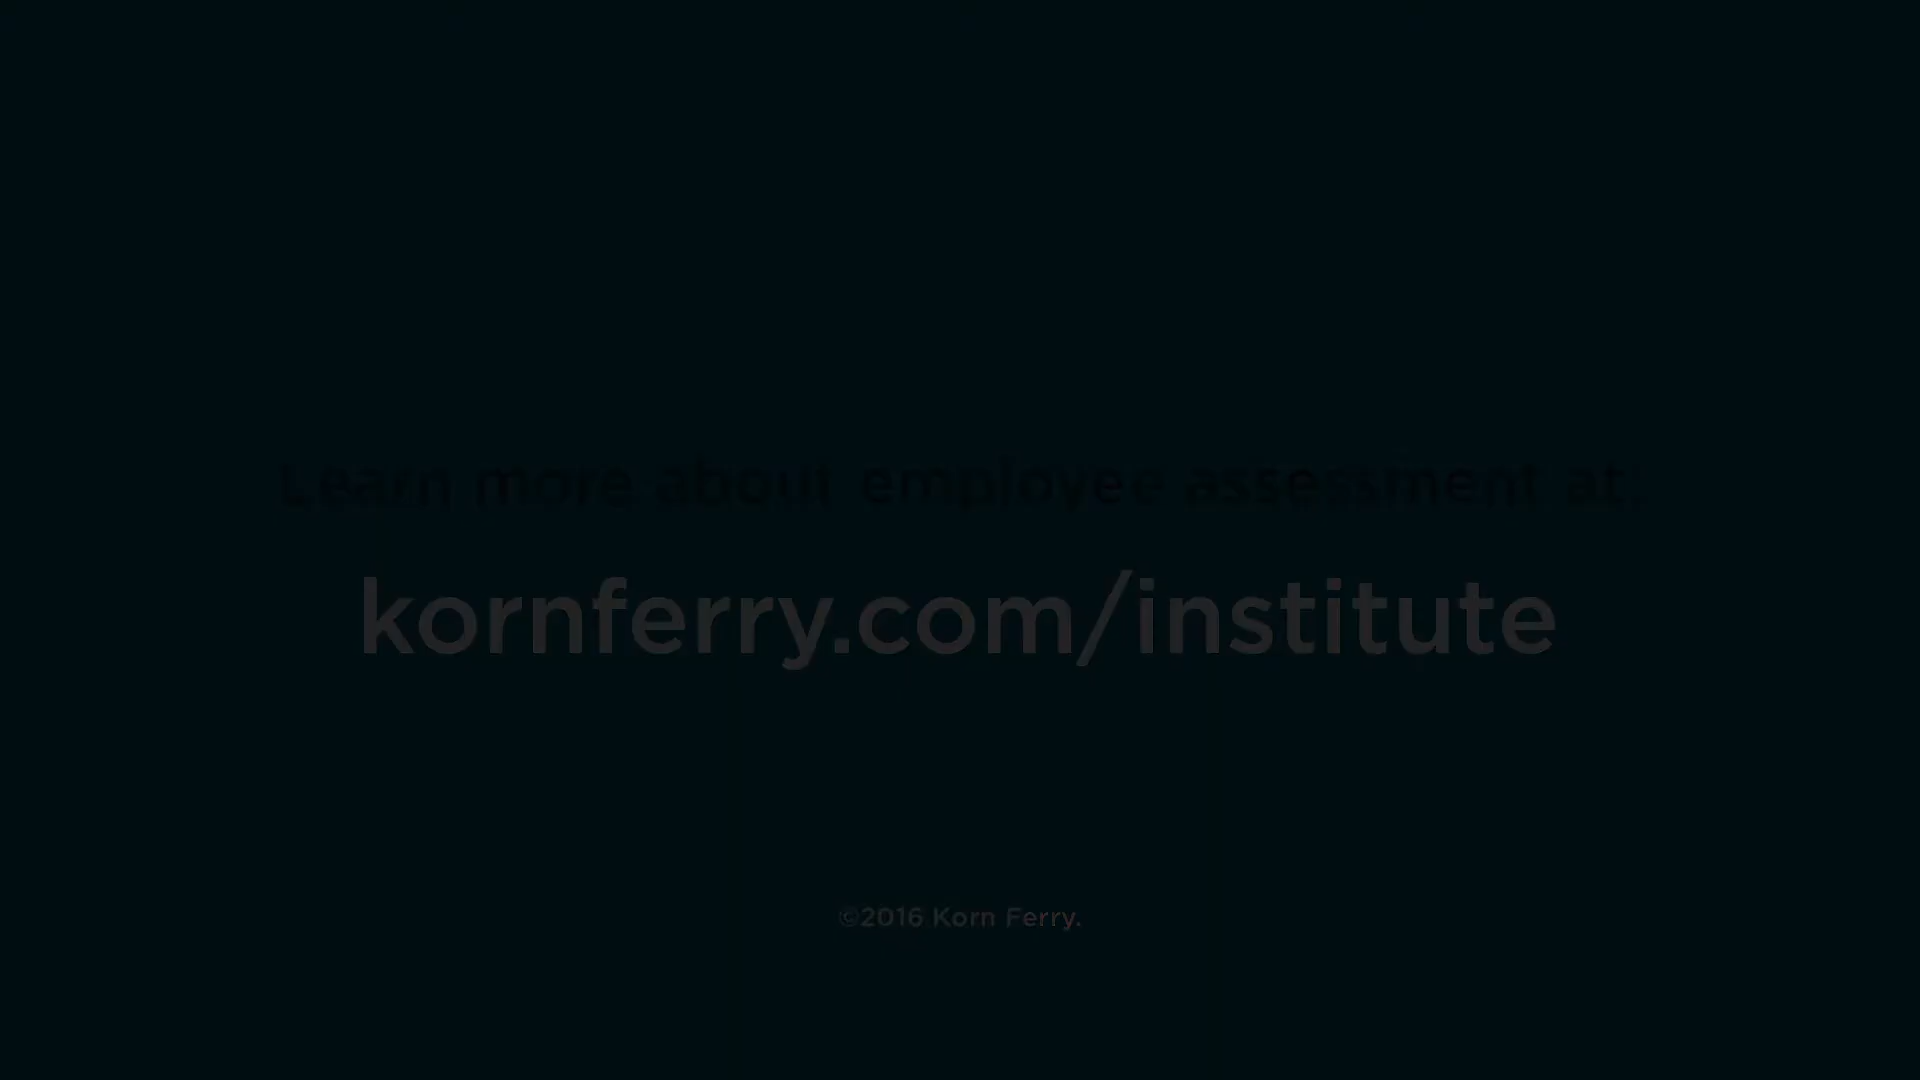 Learn more about employee assessment at:
kornferry.com/institute
©2016 Korn Ferry.